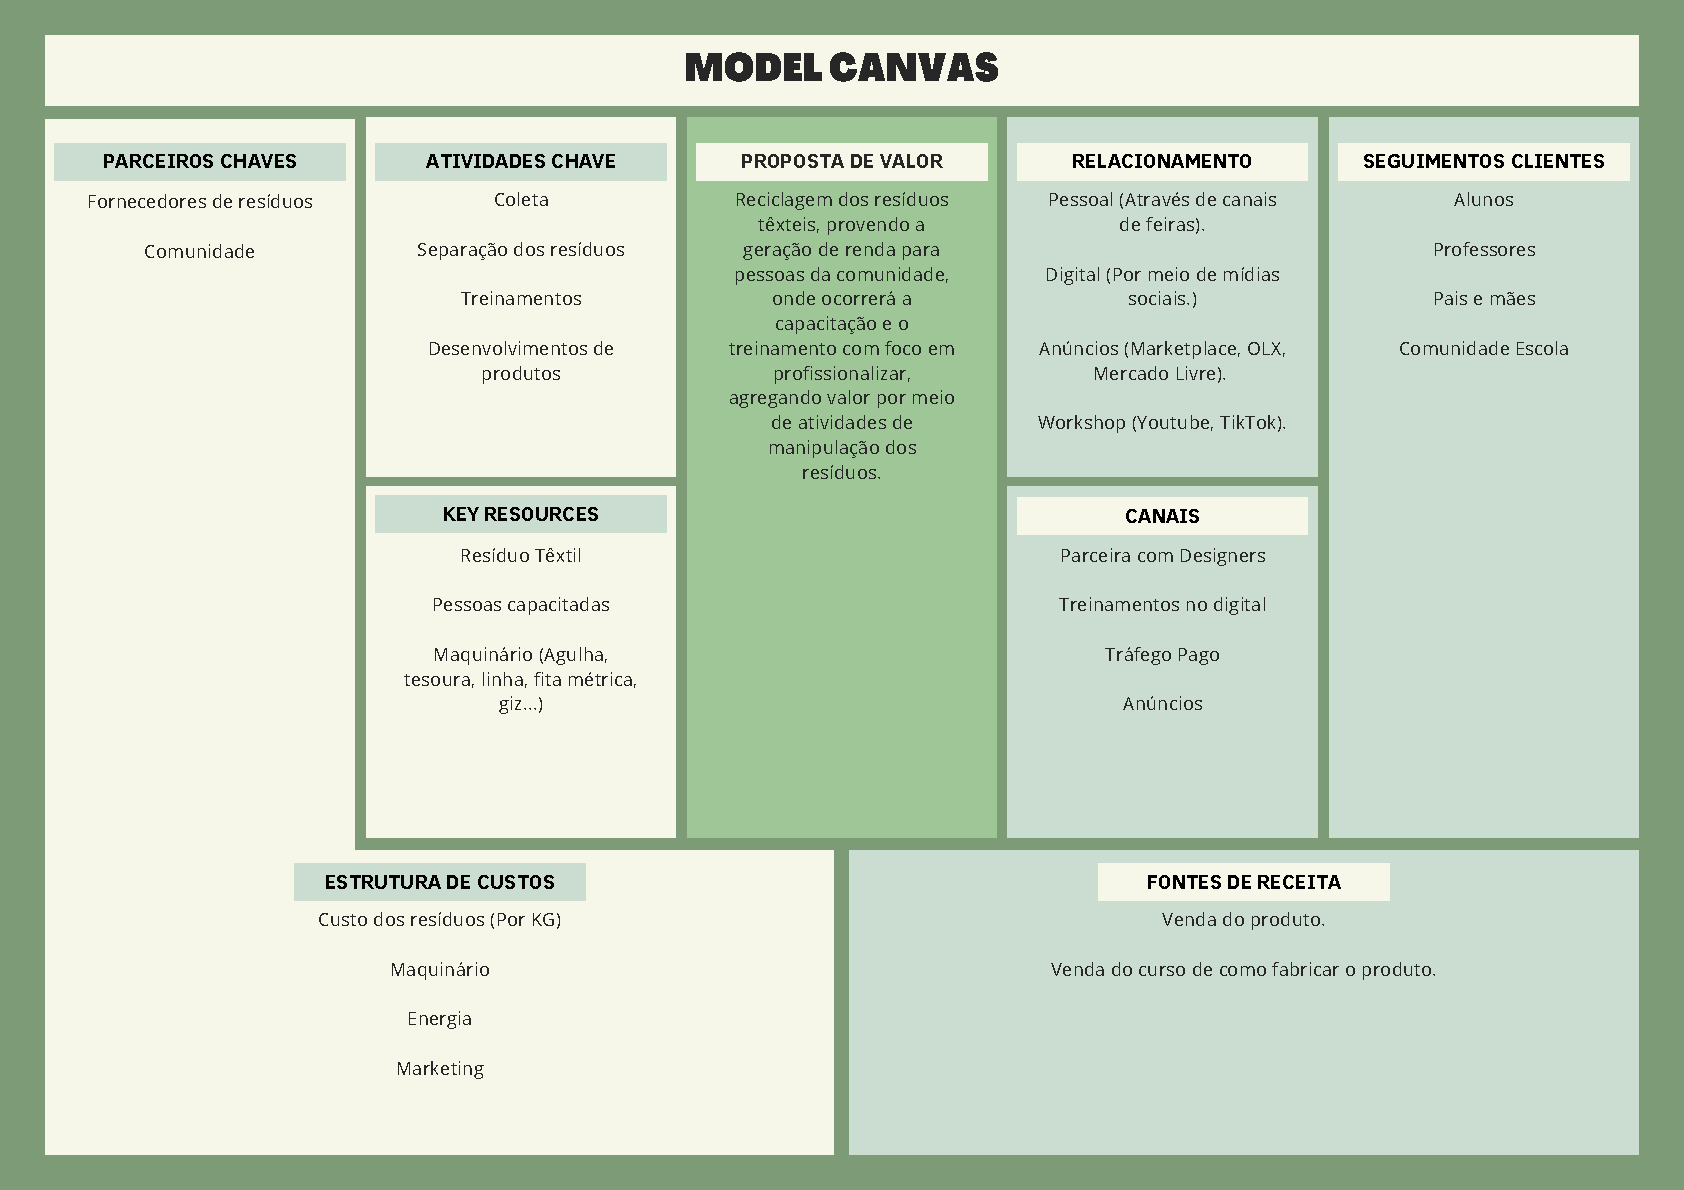 MODEL CANVAS
PARCEIROS CHAVES
Fornecedores de resíduos
Comunidade
ATIVIDADES CHAVE
Coleta
Separação dos resíduos
Treinamentos
Desenvolvimentos de
produtos
KEY RESOURCES
Resíduo Têxtil
Pessoas capacitadas
Maquinário (Agulha,
tesoura, linha, fita métrica,
giz...)
PROPOSTA DE VALOR
Reciclagem dos resíduos
têxteis, provendo a
geração de renda para
pessoas da comunidade,
onde ocorrerá a
capacitação e o
treinamento com foco em
profissionalizar,
agregando valor por meio
de atividades de
manipulação dos
resíduos.
RELACIONAMENTO
Pessoal (Através de canais
de feiras).
Digital (Por meio de mídias
sociais.)
Anúncios (Marketplace, OLX,
Mercado Livre).
Workshop (Youtube, TikTok).
CANAIS
Parceira com Designers
Treinamentos no digital
Tráfego Pago
Anúncios
SEGUIMENTOS CLIENTES
Alunos
Professores
Pais e mães
Comunidade Escola
ESTRUTURA DE CUSTOS
Custo dos resíduos (Por KG)
Maquinário
Energia
Marketing
FONTES DE RECEITA
Venda do produto.
Venda do curso de como fabricar o produto.